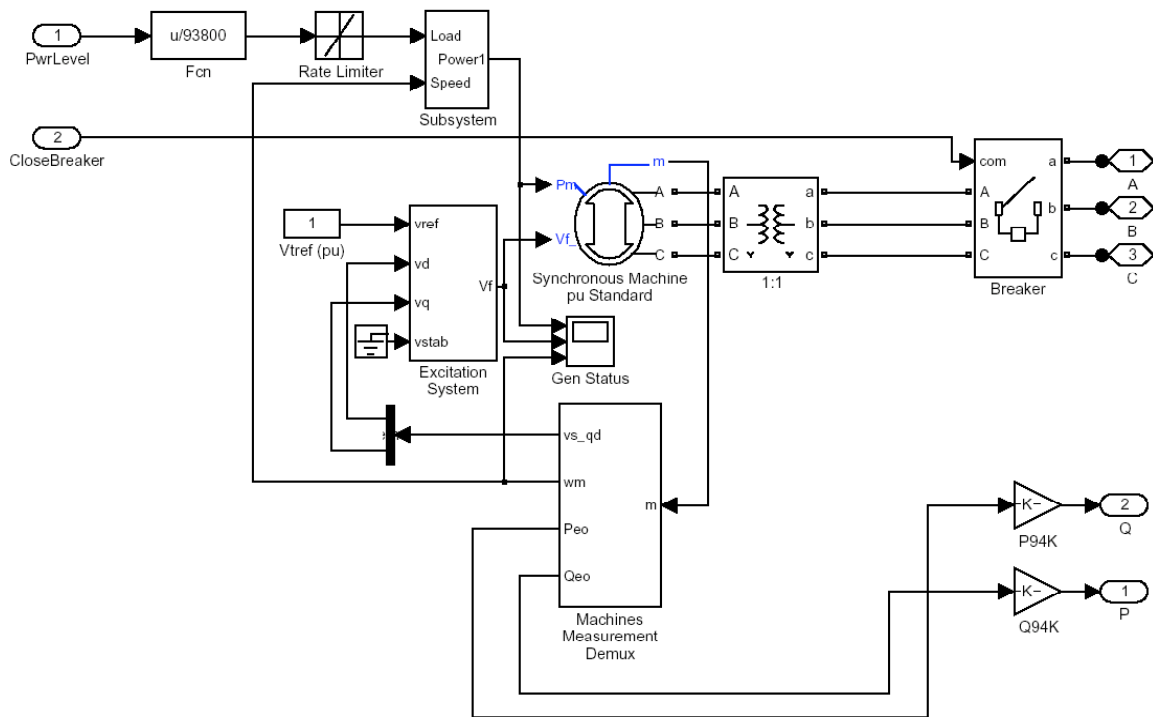 1
PwrLevel
u/93800
Fcn
Rate Limiter
Load
Power1
Speed
Subsystem
2
CloseBreaker
1
Vtref (pu)
vref
vd
vq
vstab
Vf
Excitation
System
Pm
Vf_
m
A
B
C
Synchronous Machine
pu Standard
A
B
C
a
b
c
1:1
com
A
B
C
a
b
c
Breaker
1
A
2
B
3
C
Gen Status
vs_qd
wm
Peo
Qeo
m
Machines
Measurement
Demux
-K-
P94K
2
Q
-K-
Q94K
1
P